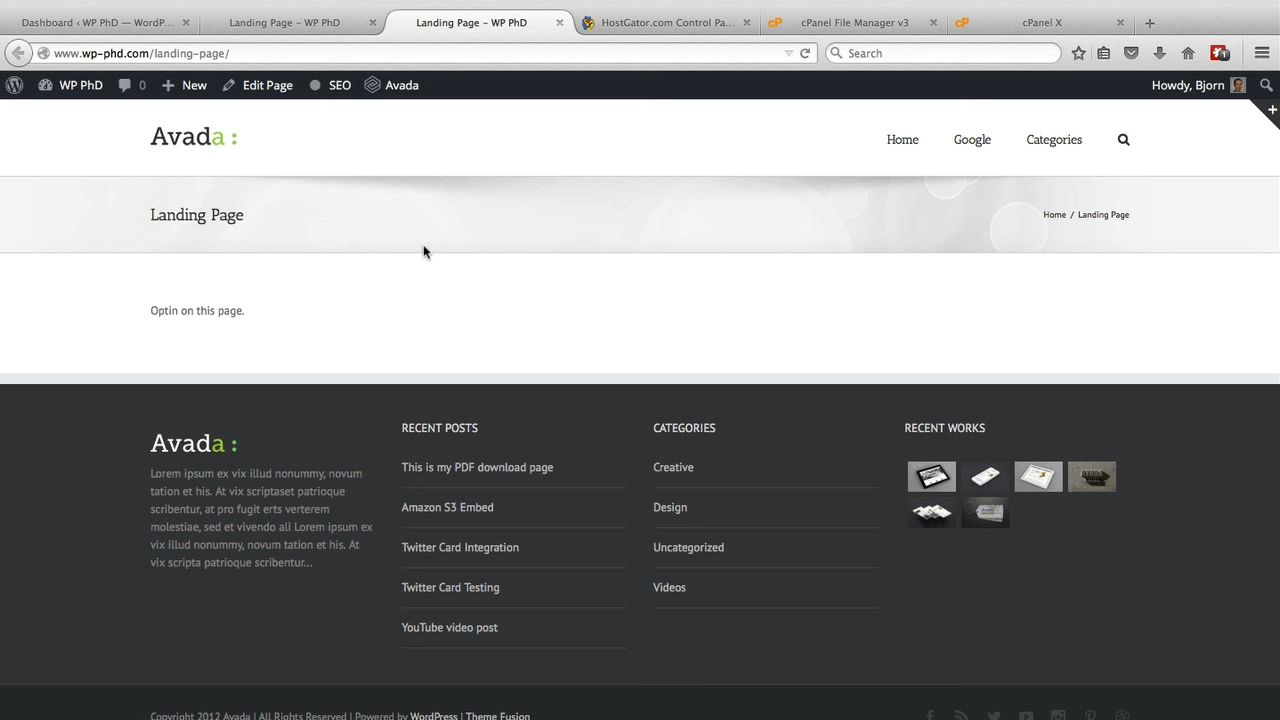 Dashboard ‹ WP PhD — WordP...
Landing Page – WP PhD
Landing Page – WP PhD
HostGator.com Control Pa...
cP cPanel File Manager v3
cP cPanel X
www.wp-phd.com/landing-page/
Search
1
WP PhD
0
New
Edit Page
SEO
Avada
Howdy, Bjorn
Avada :
Home
Google
Categories
Landing Page
Home / Landing Page
Optin on this page.
Avada :
Lorem ipsum ex vix illud nonummy, novum
tation et his. At vix scriptaset patrioque
scribentur, at pro fugit erts verterem
molestiae, sed et vivendo ali Lorem ipsum ex
vix illud nonummy, novum tation et his. At
vix scripta patrioque scribentur...
RECENT POSTS
This is my PDF download page
Amazon S3 Embed
Twitter Card Integration
Twitter Card Testing
YouTube video post
CATEGORIES
Creative
Design
Uncategorized
Videos
RECENT WORKS
Copyright 2012 Avada | All Rights Reserved | Powered by WordPress | Theme Fusion